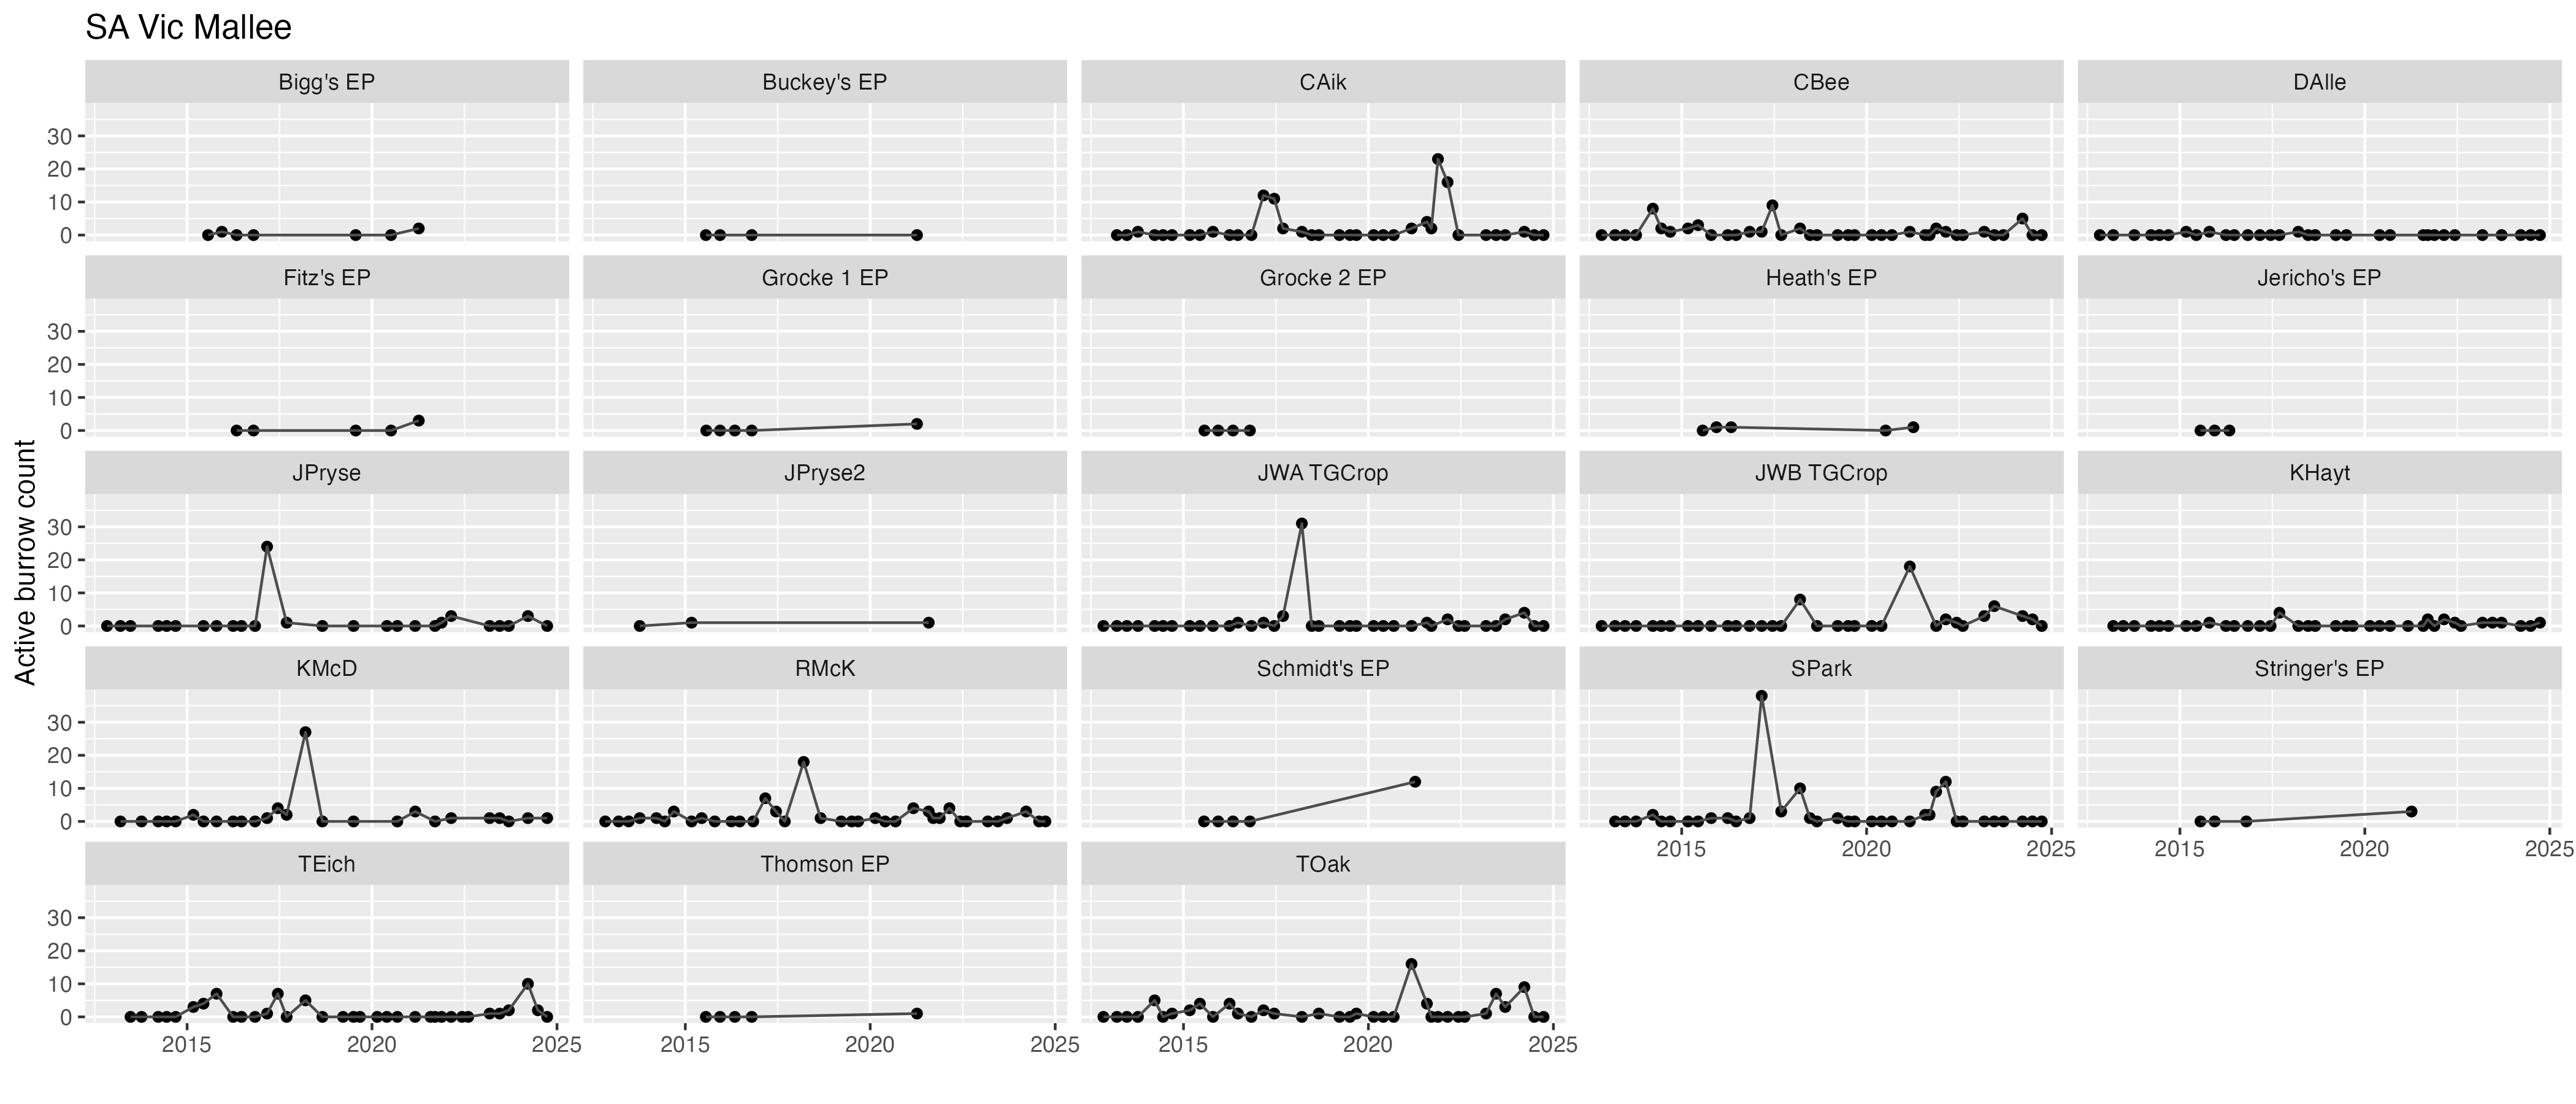 SA Vic Mallee
Bigg's EP
Buckey's EP
CAik
CBee
DAlle
30
20
10
0
Fitz's EP
Grocke 1 EP
Grocke 2 EP
Heath's EP
Jericho's EP
30
20
10
0
Active burrow count
JPryse
JPryse2
JWA TGCrop
JWB TGCrop
KHayt
30
20
10
0
KMcD
RMcK
Schmidt's EP
SPark
Stringer's EP
30
20
10
0
2015
2020
2025
2015
2020
2025
TEich
Thomson EP
TOak
30
20
10
0
2015
2020
2025
2015
2020
2025
2015
2020
2025